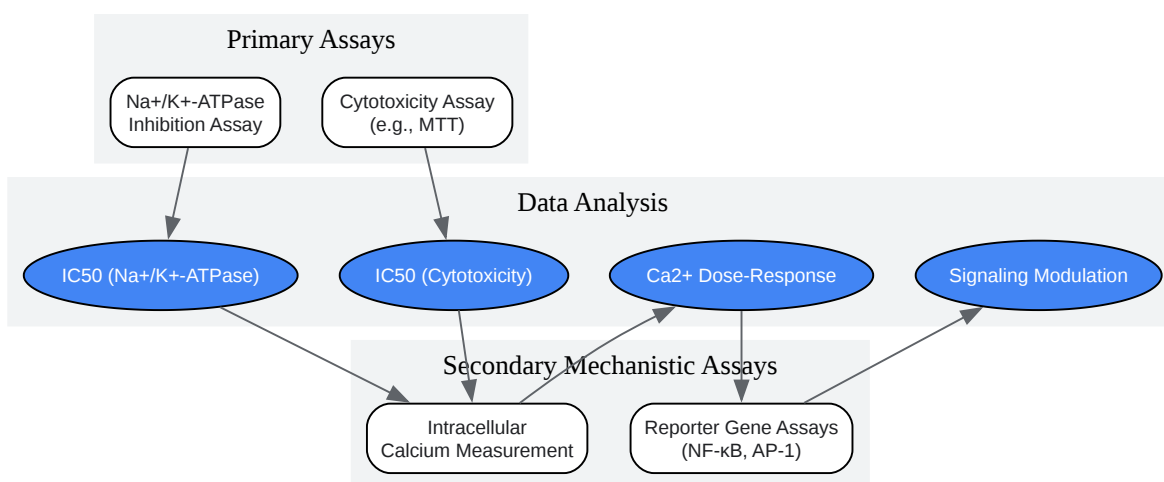 Primary Assays
Na+/K+-ATPase
Inhibition Assay
Cytotoxicity Assay
(e.g., MTT)
Data Analysis
IC50 (Na+/K+-ATPase)
IC50 (Cytotoxicity)
Ca2+ Dose-Response
Signaling Modulation
Secondary Mechanistic Assays
Intracellular
Calcium Measurement
Reporter Gene Assays
(NF-κB, AP-1)